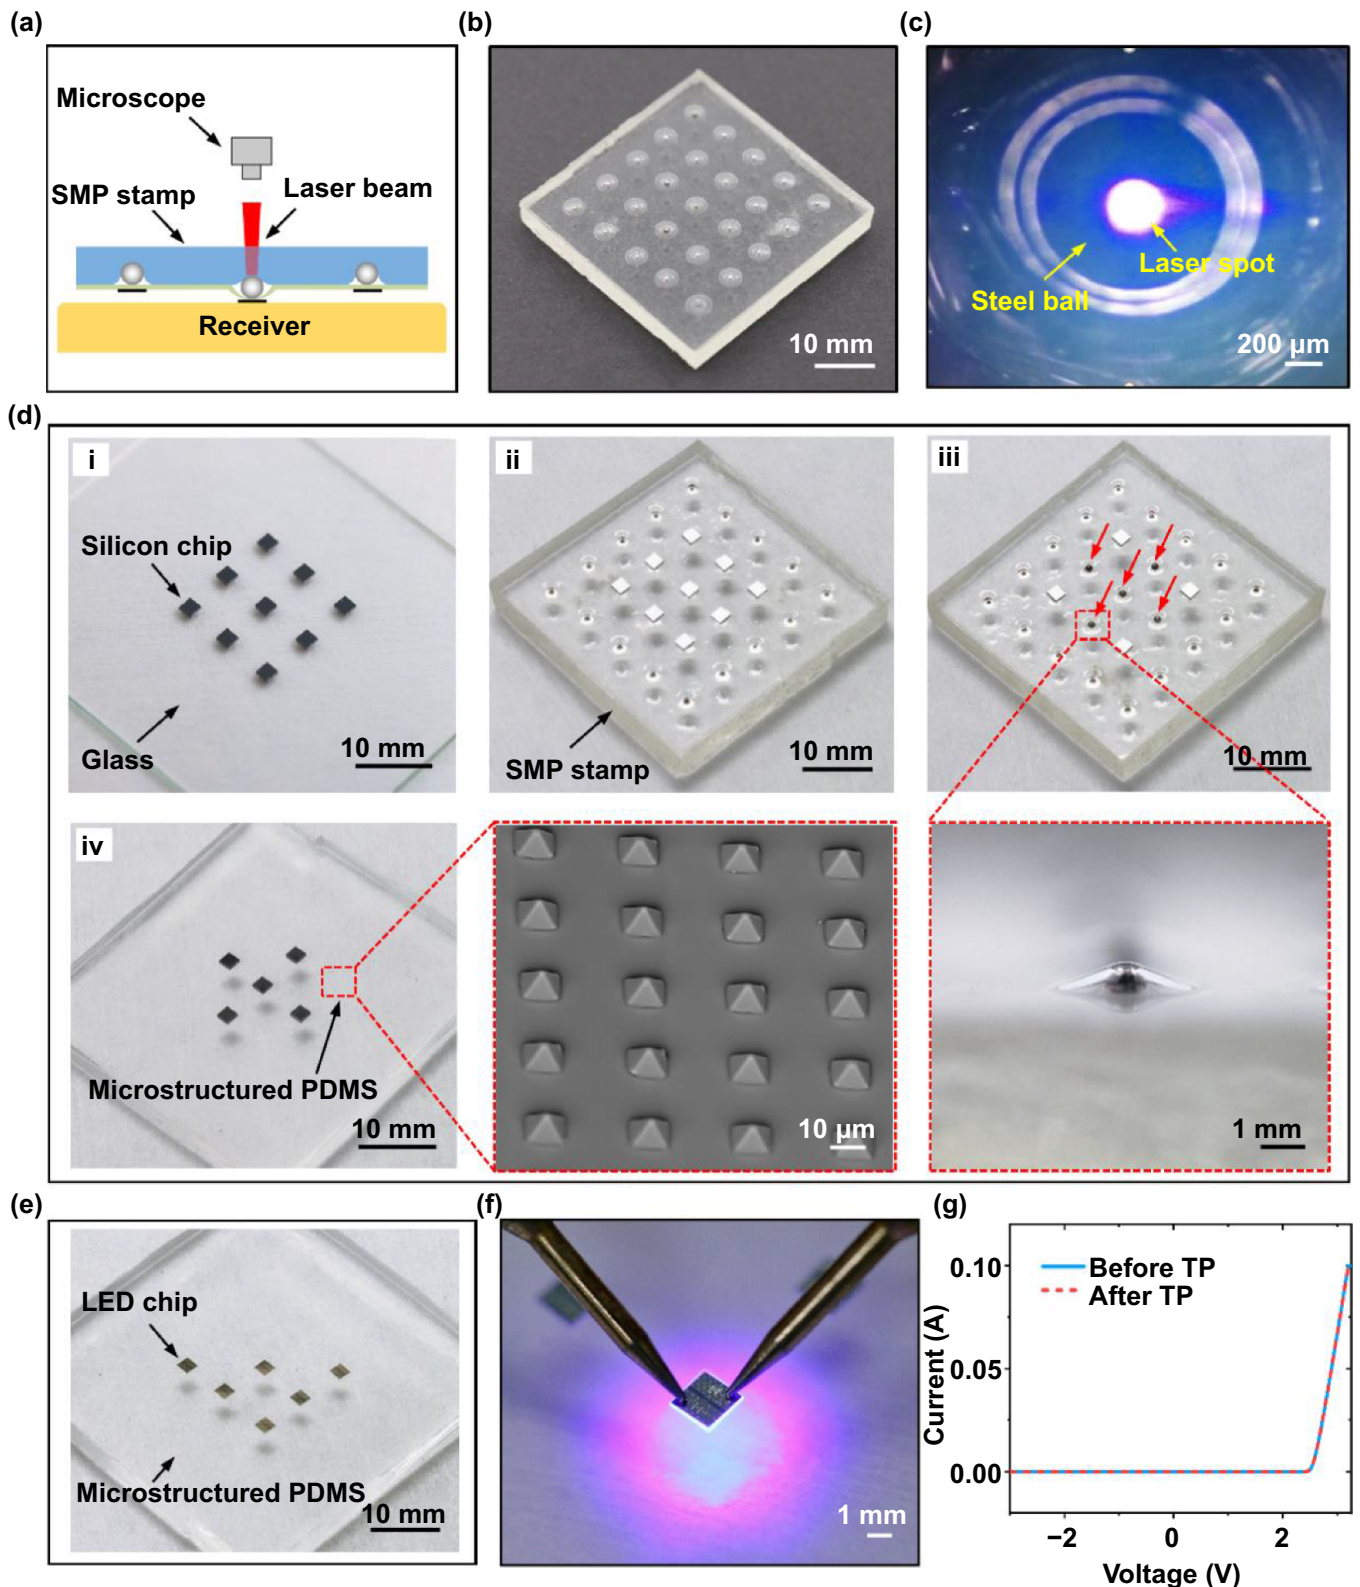 (a)
Microscope
SMP stamp
Laser beam
Receiver
(b)
10 mm
(c)
Laser spot
Steel ball
200 µm
(d)
i
Silicon chip
Glass
10 mm
ii
SMP stamp
10 mm
iii
10 mm
iv
Microstructured PDMS
10 mm
10 µm
1 mm
(e)
LED chip
Microstructured PDMS
10 mm
(f)
1 mm
(g)
Before TP
After TP
0.10
0.05
0.00
Current (A)
−2
0
2
Voltage (V)